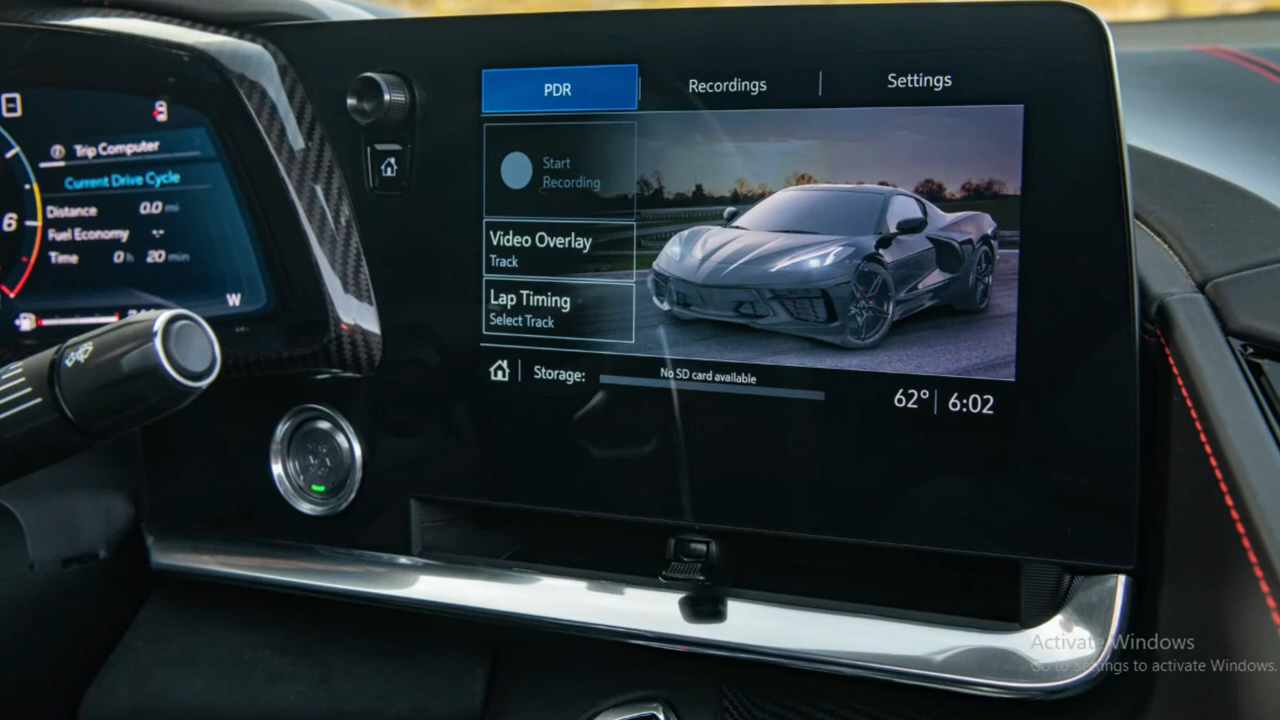 Trip Computer
Current Drive Cycle
Distance 0.0 mi
Fuel Economy -.-
Time 0 h 20 min
6
W
PDR
Recordings
Settings
Start
Recording
Video Overlay
Track
Lap Timing
Select Track
Storage:
No SD card available
62° 6:02
Activate Windows
Go to Settings to activate Windows.